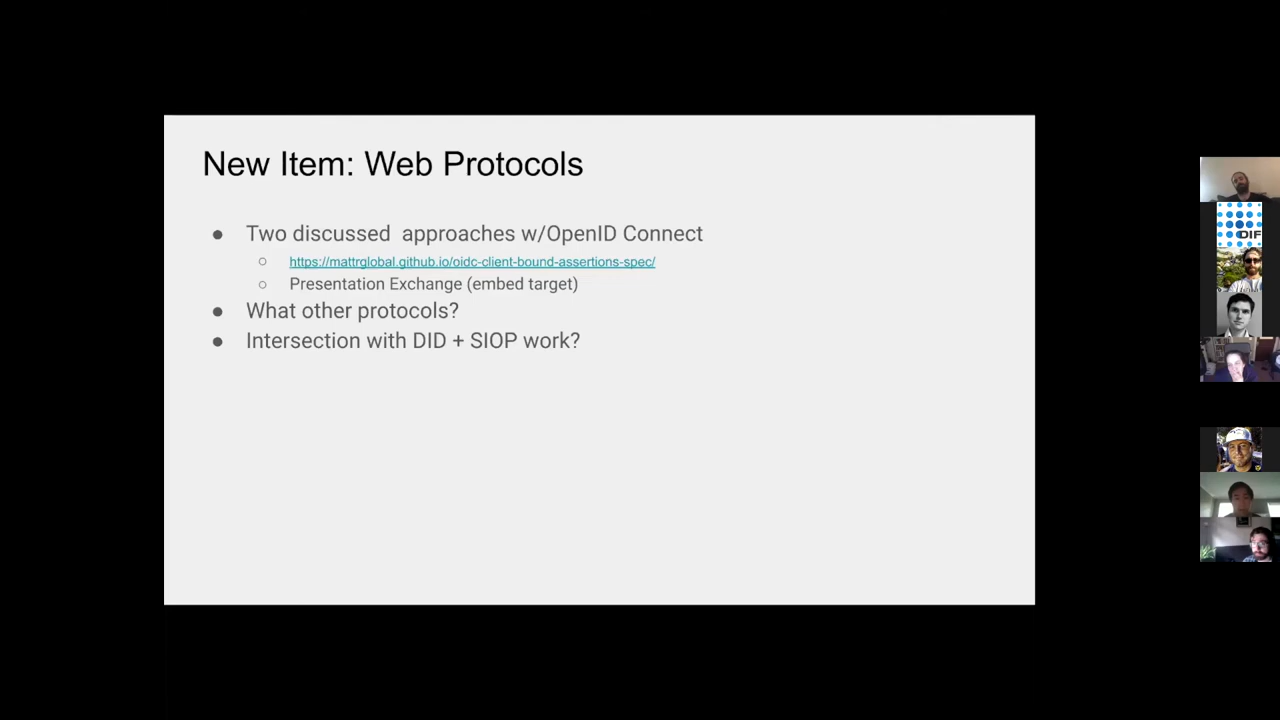 New Item: Web Protocols
● Two discussed approaches w/OpenID Connect
○ https://mattrglobal.github.io/oidc-client-bound-assertions-spec/
○ Presentation Exchange (embed target)
● What other protocols?
● Intersection with DID + SIOP work?
DIF